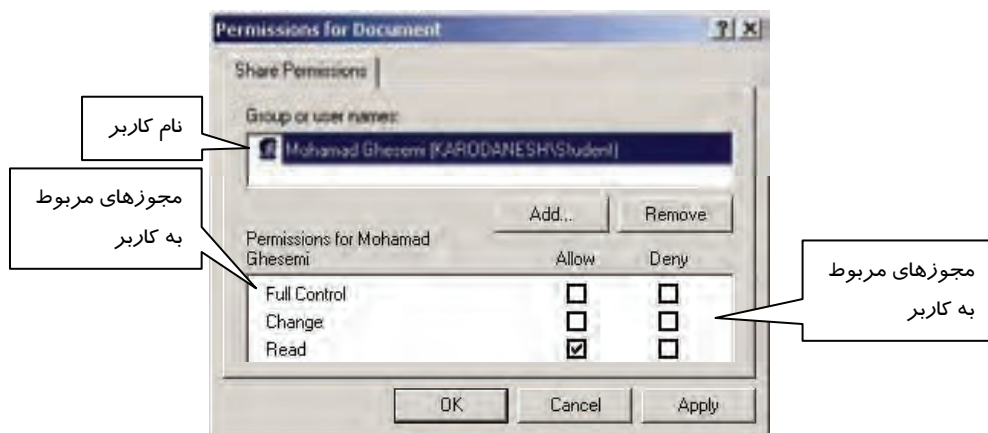 Permissions for Document
Share Permissions
Group or user names:
نام کاربر
Mohamad Ghesemi (KARODANESH\Student)
مجوزهای مربوط
به کاربر
Add... Remove
Permissions for Mohamad
Ghesemi Allow Deny
مجوزهای مربوط
به کاربر
Full Control
Change
Read
OK Cancel Apply